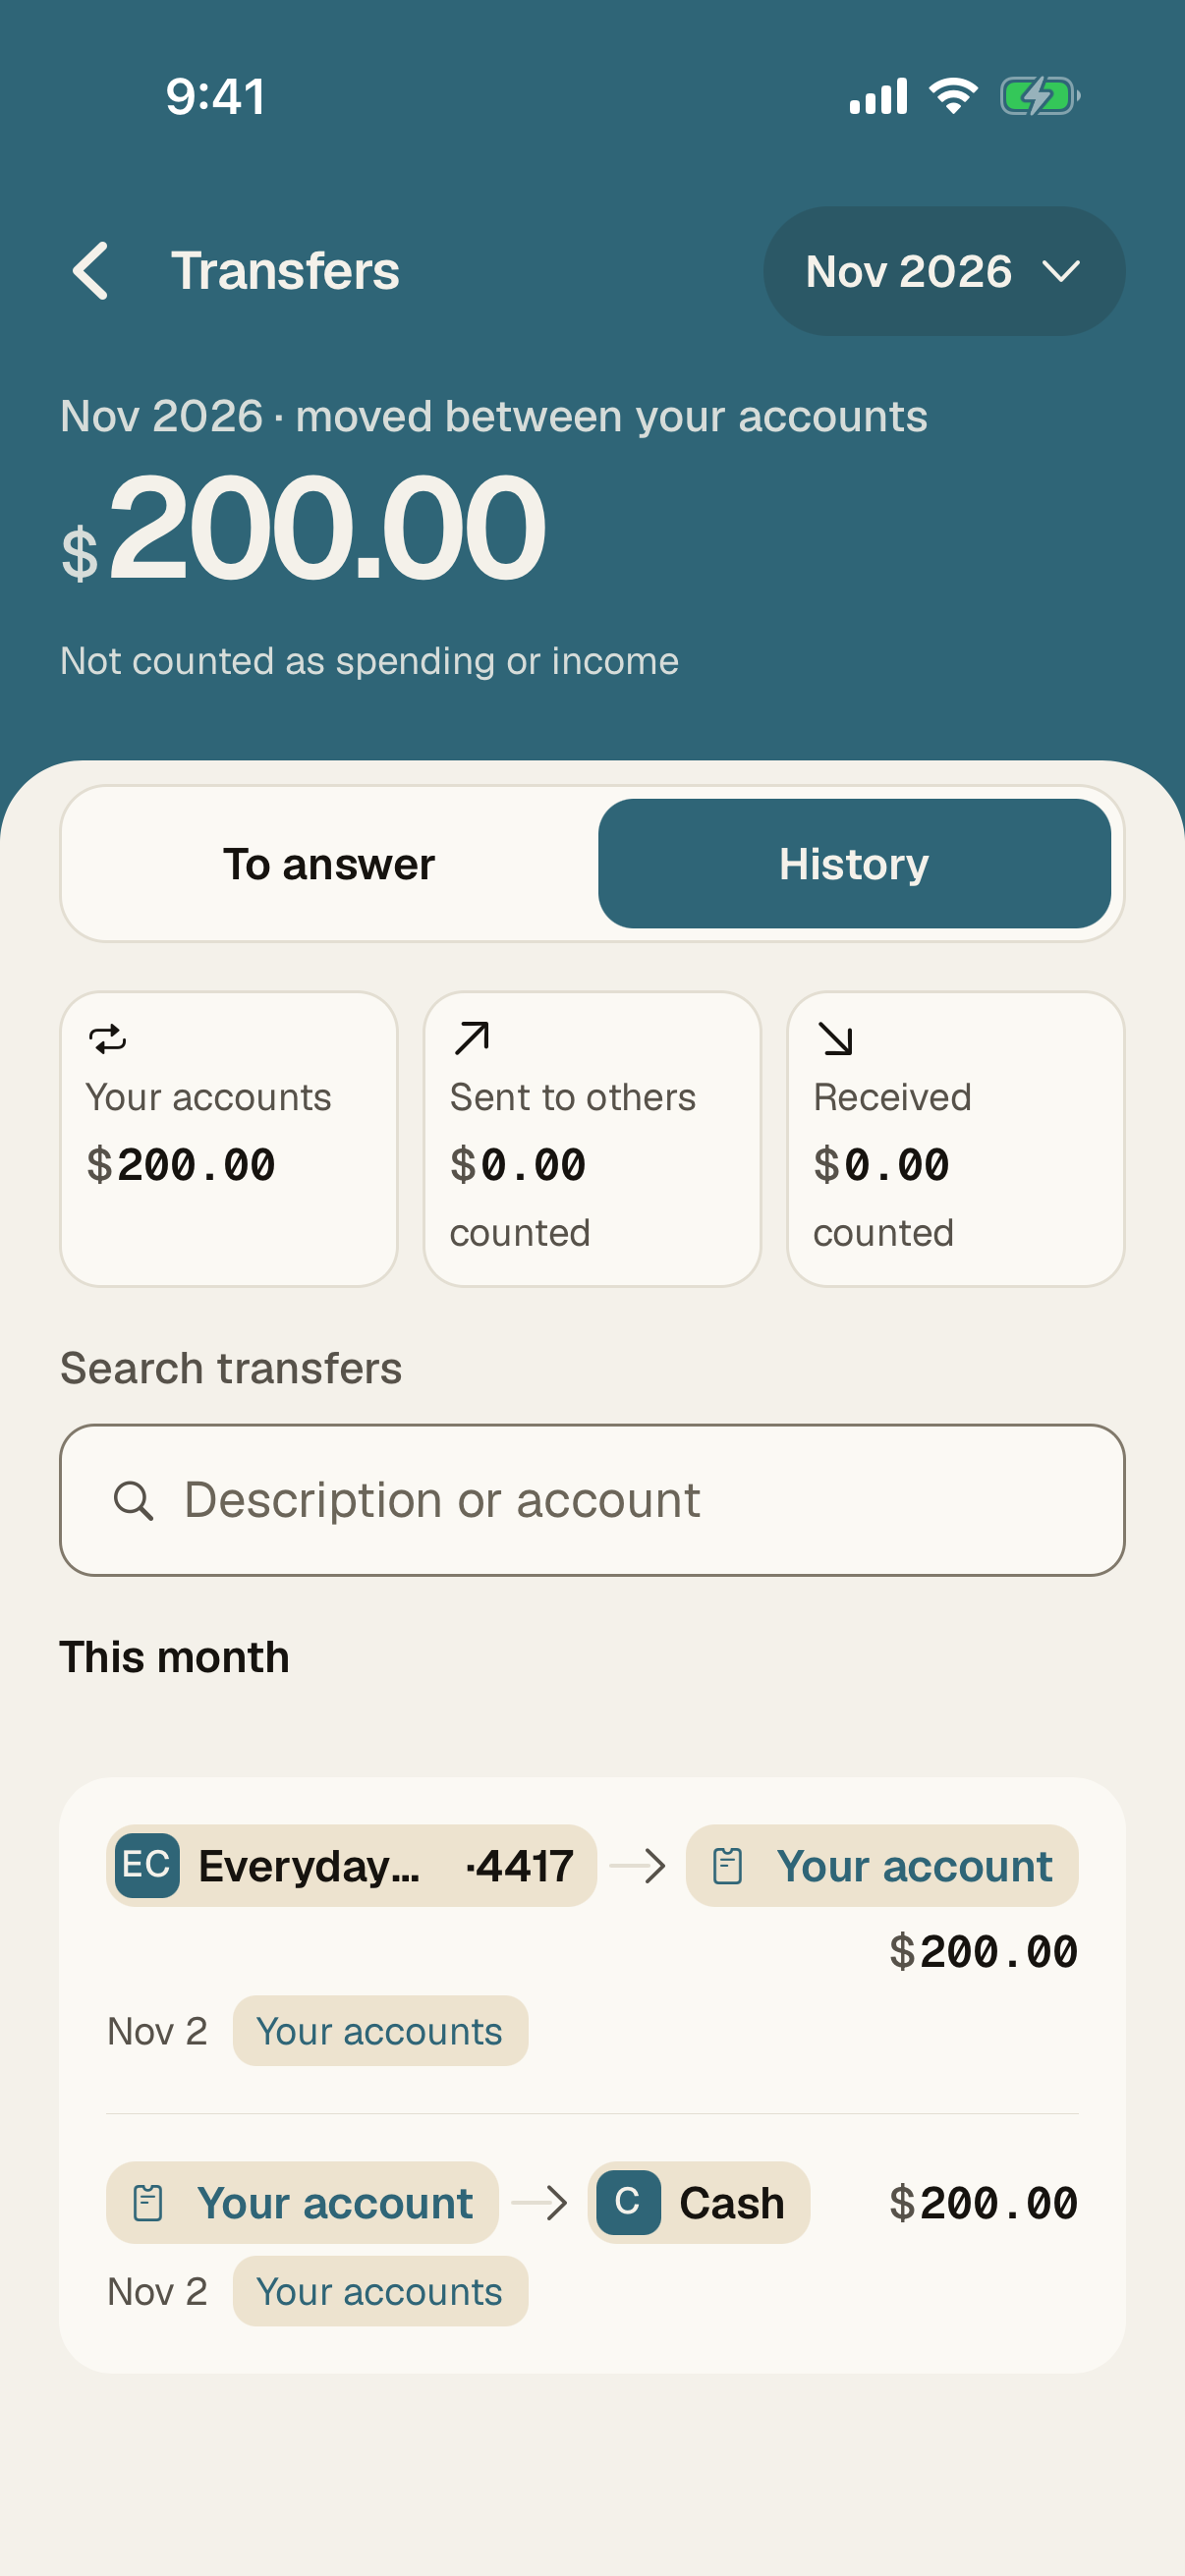 9:41
Transfers
Nov 2026
Nov 2026 · moved between your accounts
$200.00
Not counted as spending or income
To answer
History
Your accounts
$200.00
Sent to others
$0.00
counted
Received
$0.00
counted
Search transfers
Description or account
This month
EC Everyday... ·4417
Your account
$200.00
Nov 2 Your accounts
Your account
C Cash
$200.00
Nov 2 Your accounts